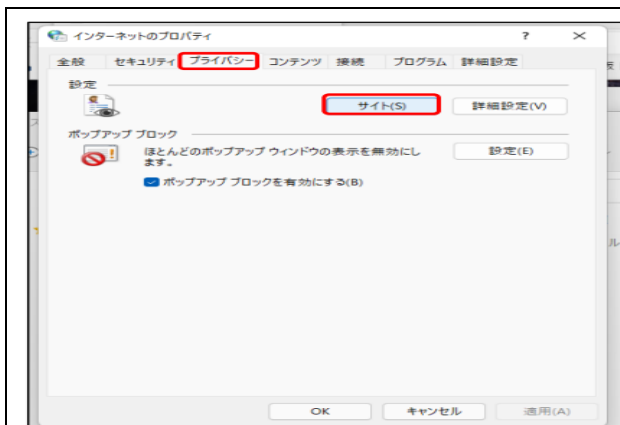 インターネットのプロパティ ? ×
全般 セキュリティ プライバシー コンテンツ 接続 プログラム 詳細設定
設定
サイト(S) 詳細設定(V)
ポップアップ ブロック
ほとんどのポップアップ ウィンドウの表示を無効にし 設定(E)
ます。
ポップアップ ブロックを有効にする(B)
OK キャンセル 適用(A)